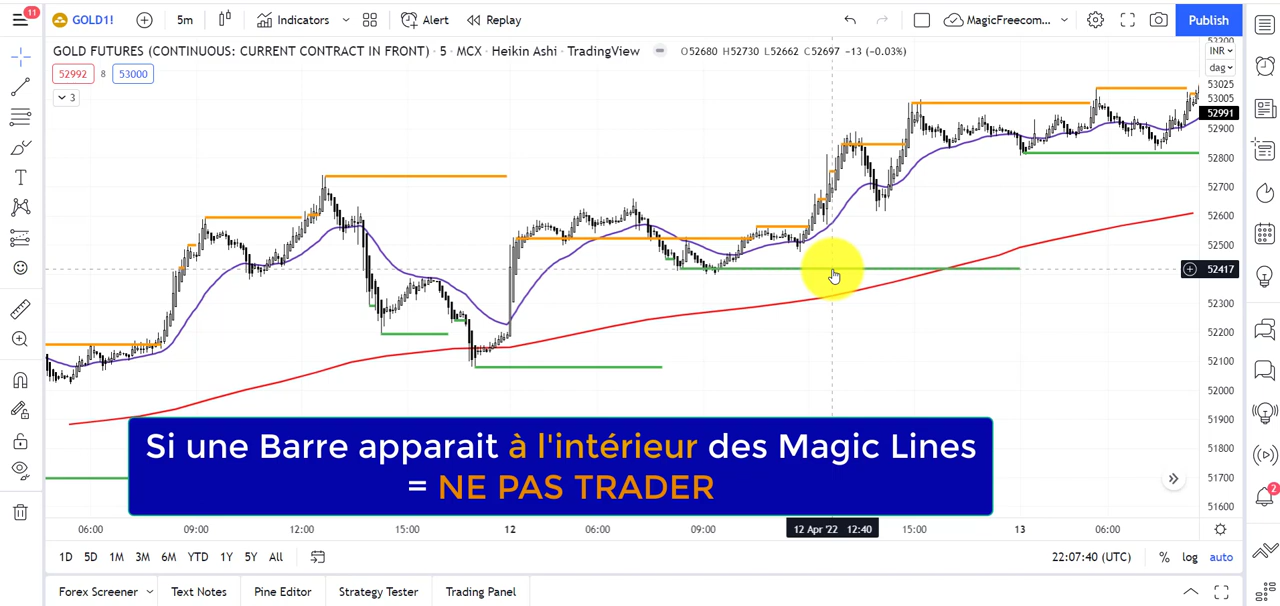 11
GOLD1!
5m
Indicators
Alert
Replay
MagicFreecom...
Publish
GOLD FUTURES (CONTINUOUS: CURRENT CONTRACT IN FRONT) · 5 · MCX · Heikin Ashi · TradingView
O52680 H52730 L52662 C52697 -13 (-0.03%)
52992 8 53000
3
53200
INR
dag
53025
53005
52991
52900
52800
52700
52600
52500
52417
52300
52200
52100
52000
51900
51800
51700
51600
Si une Barre apparait à l'intérieur des Magic Lines
= NE PAS TRADER
06:00 09:00 12:00 15:00 12 06:00 09:00 12 Apr '22 12:40 15:00 13 06:00
1D 5D 1M 3M 6M YTD 1Y 5Y All
22:07:40 (UTC) % log auto
Forex Screener Text Notes Pine Editor Strategy Tester Trading Panel
2